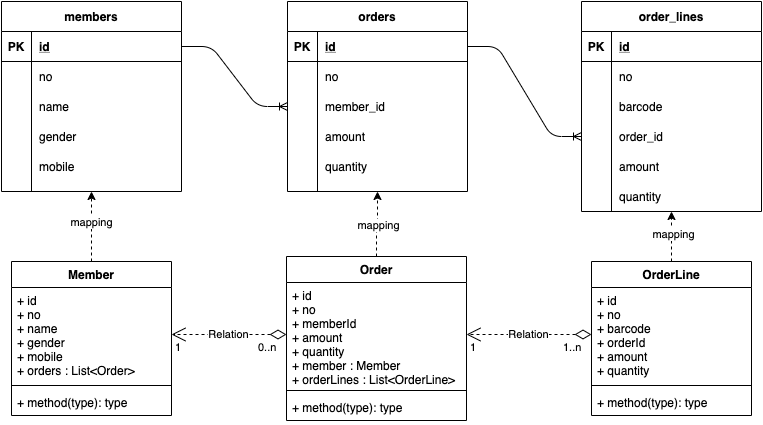 members
PK id
no
name
gender
mobile
orders
PK id
no
member_id
amount
quantity
order_lines
PK id
no
barcode
order_id
amount
quantity
mapping
mapping
mapping
Member
+ id
+ no
+ name
+ gender
+ mobile
+ orders : List<Order>
+ method(type): type
Relation
1
0..n
Order
+ id
+ no
+ memberId
+ amount
+ quantity
+ member : Member
+ orderLines : List<OrderLine>
+ method(type): type
Relation
1
1..n
OrderLine
+ id
+ no
+ barcode
+ orderId
+ amount
+ quantity
+ method(type): type